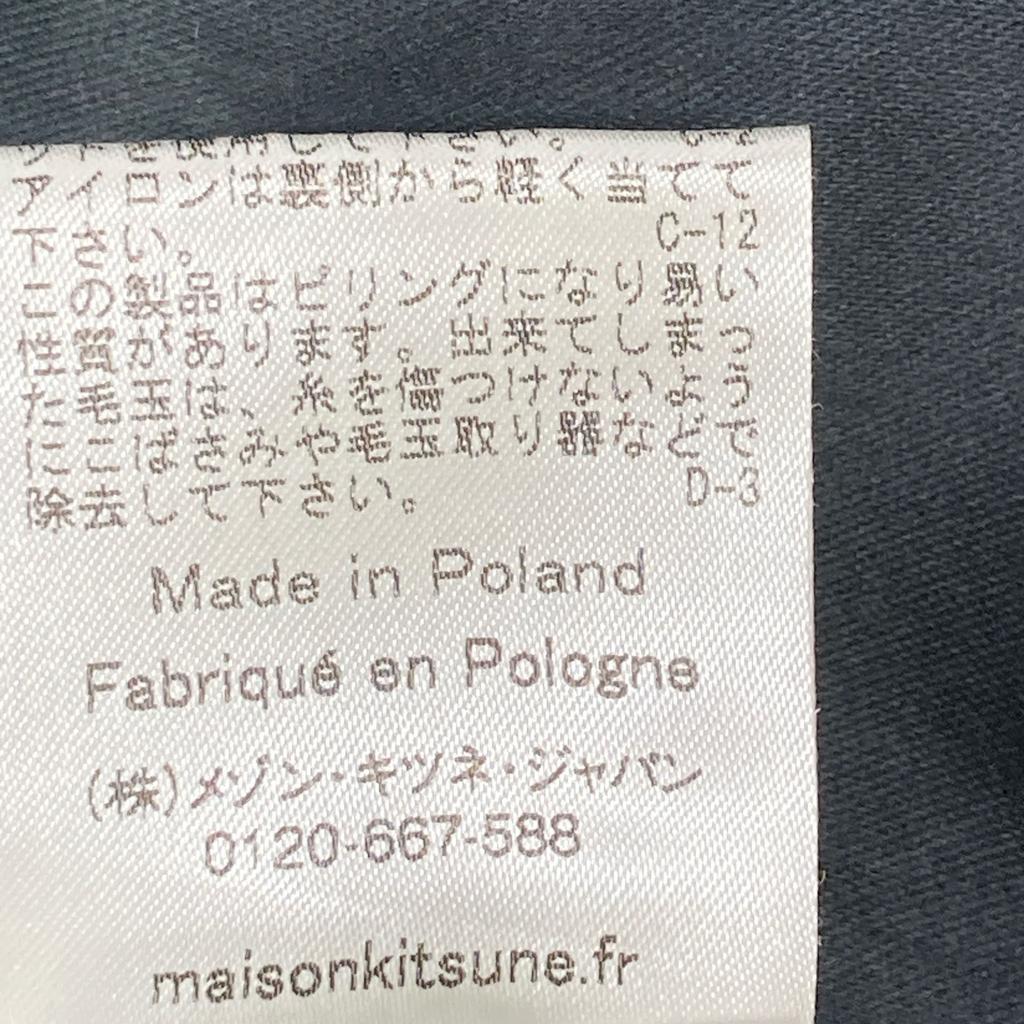 アイロンは裏側から軽く当てて
下さい。 C-12
この製品はピリングになり易い
性質があります。出来てしまっ
た毛玉は、糸を傷つけないよう
にこばさみや毛玉取り器などで
除去して下さい。 D-3
Made in Poland
Fabriqué en Pologne
(株)メゾン・キツネ・ジャパン
0120-667-588
maisonkitsune.fr